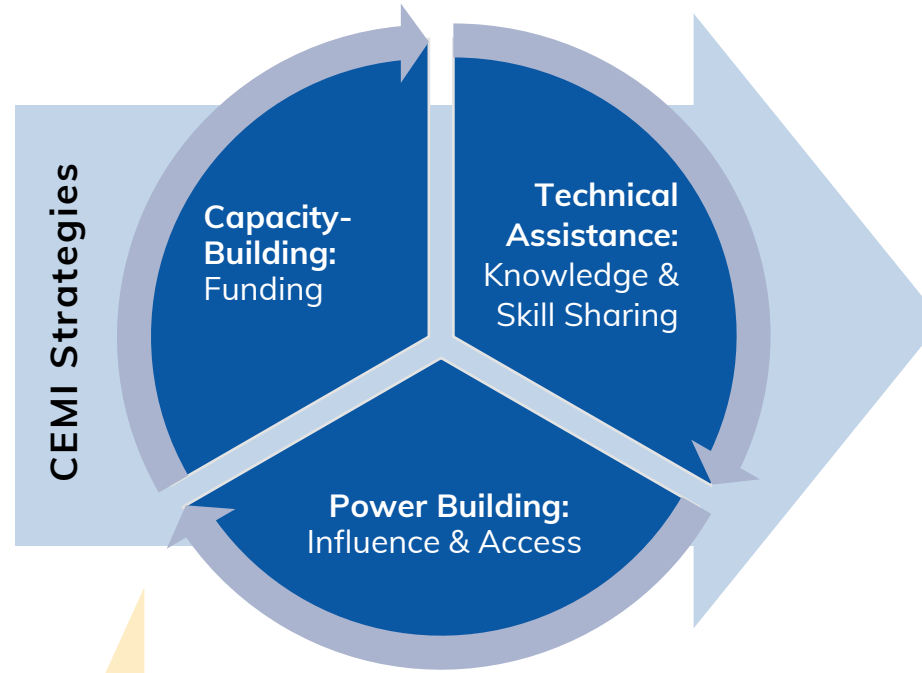 CEMI Strategies
Capacity-
Building:
Funding
Technical
Assistance:
Knowledge &
Skill Sharing
Power Building:
Influence & Access